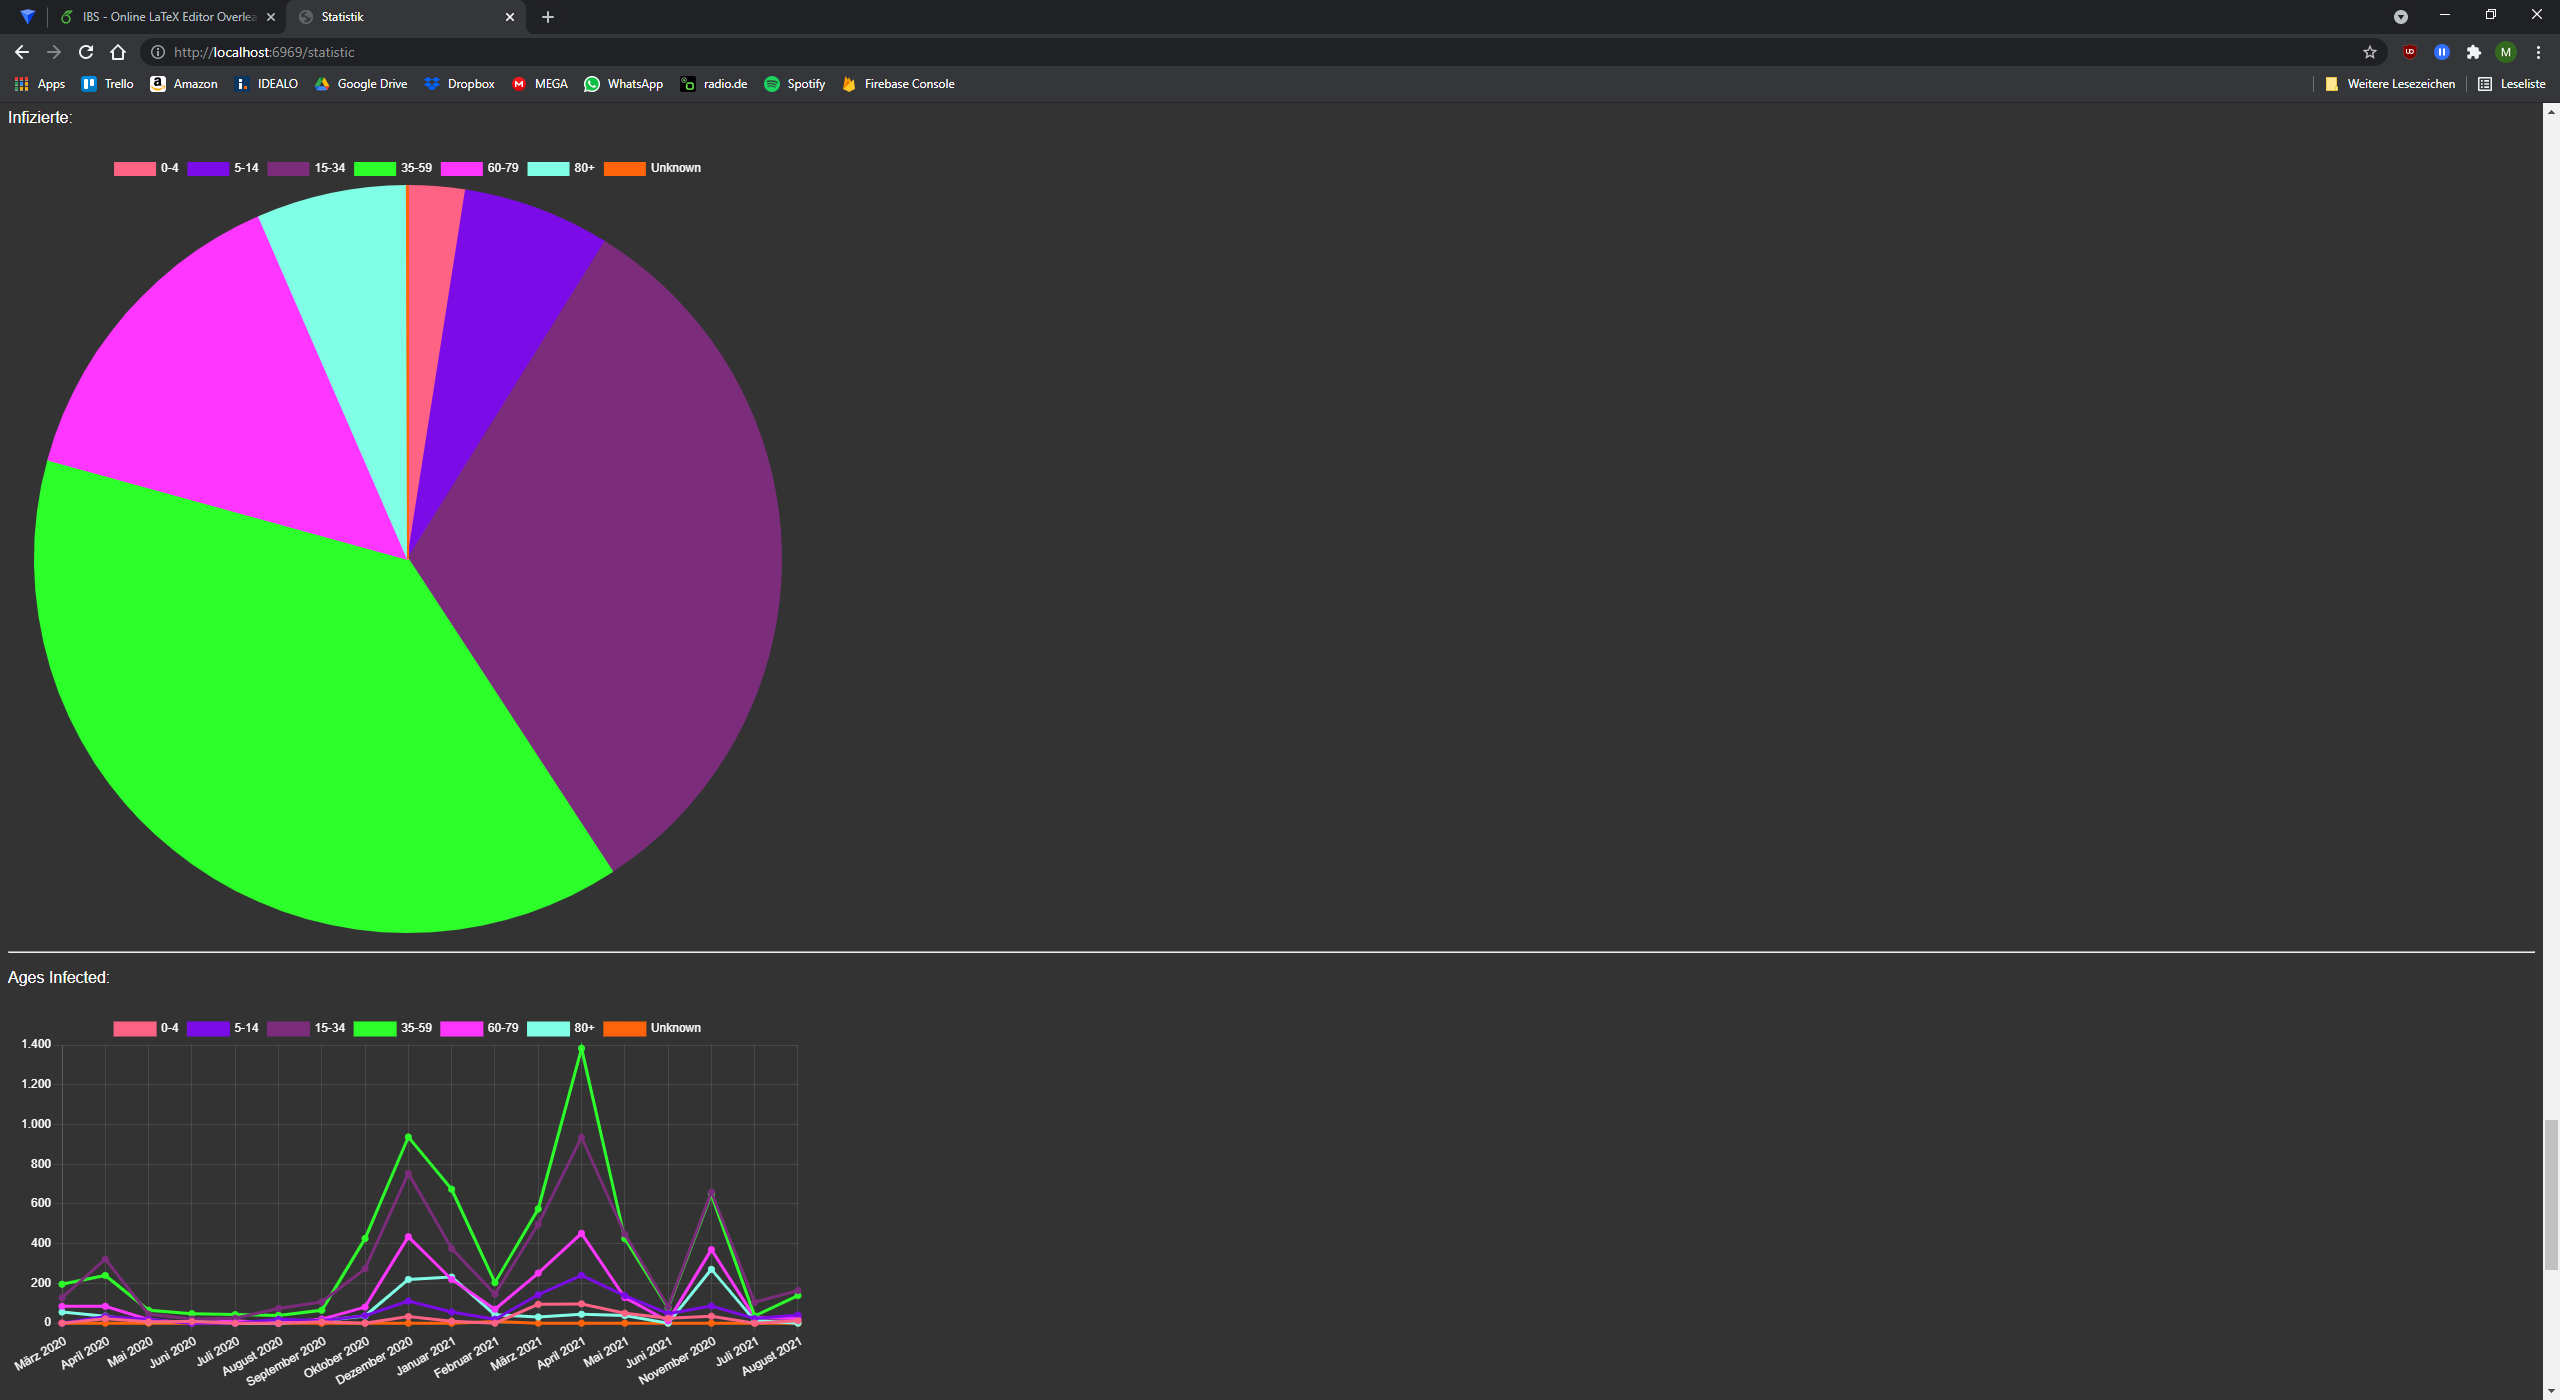 IBS - Online LaTeX Editor Overlea
Statistik
http://localhost:6969/statistic
M
Apps
Trello
Amazon
IDEALO
Google Drive
Dropbox
MEGA
WhatsApp
radio.de
Spotify
Firebase Console
Weitere Lesezeichen
Leseliste
Infizierte:
0-4 5-14 15-34 35-59 60-79 80+ Unknown
Ages Infected:
0-4 5-14 15-34 35-59 60-79 80+ Unknown
1.400
1.200
1.000
800
600
400
200
0
März 2020
April 2020
Mai 2020
Juni 2020
Juli 2020
August 2020
September 2020
Oktober 2020
Dezember 2020
Januar 2021
Februar 2021
März 2021
April 2021
Mai 2021
Juni 2021
November 2020
Juli 2021
August 2021